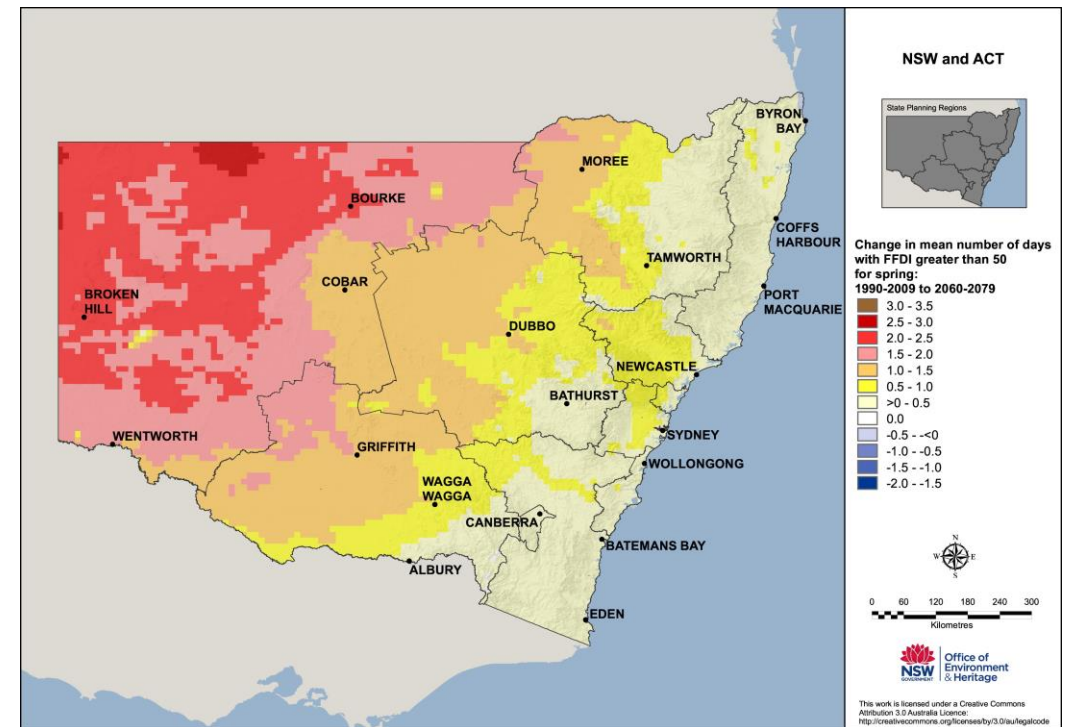 NSW and ACT
State Planning Regions
BYRON
BAY
MOREE
BOURKE
COFFS
HARBOUR
TAMWORTH
COBAR
BROKEN
HILL
PORT
MACQUARIE
DUBBO
NEWCASTLE
BATHURST
WENTWORTH
SYDNEY
GRIFFITH
WOLLONGONG
WAGGA
WAGGA
CANBERRA
BATEMANS BAY
ALBURY
EDEN
Change in mean number of days
with FFDI greater than 50
for spring:
1990-2009 to 2060-2079
3.0 - 3.5
2.5 - 3.0
2.0 - 2.5
1.5 - 2.0
1.0 - 1.5
0.5 - 1.0
>0 - 0.5
0.0
-0.5 - -<0
-1.0 - -0.5
-1.5 - -1.0
-2.0 - -1.5
N
W E
S
0 60 120 180 240 300
Kilometres
NSW
GOVERNMENT
Office of
Environment
& Heritage
This work is licensed under a Creative Commons
Attribution 3.0 Australia Licence:
http://creativecommons.org/licenses/by/3.0/au/legalcode